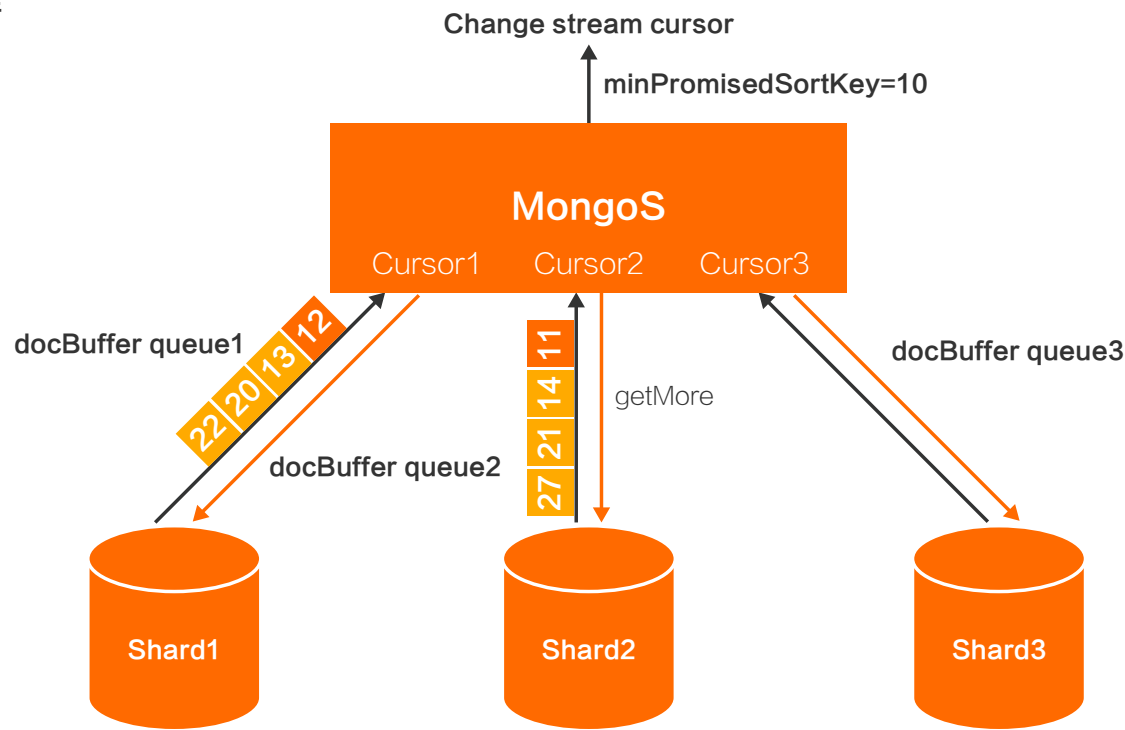 Change stream cursor
minPromisedSortKey=10
MongoS
Cursor1 Cursor2 Cursor3
docBuffer queue1
22 20 13 12
11
14
21
27
getMore
docBuffer queue3
docBuffer queue2
Shard1
Shard2
Shard3